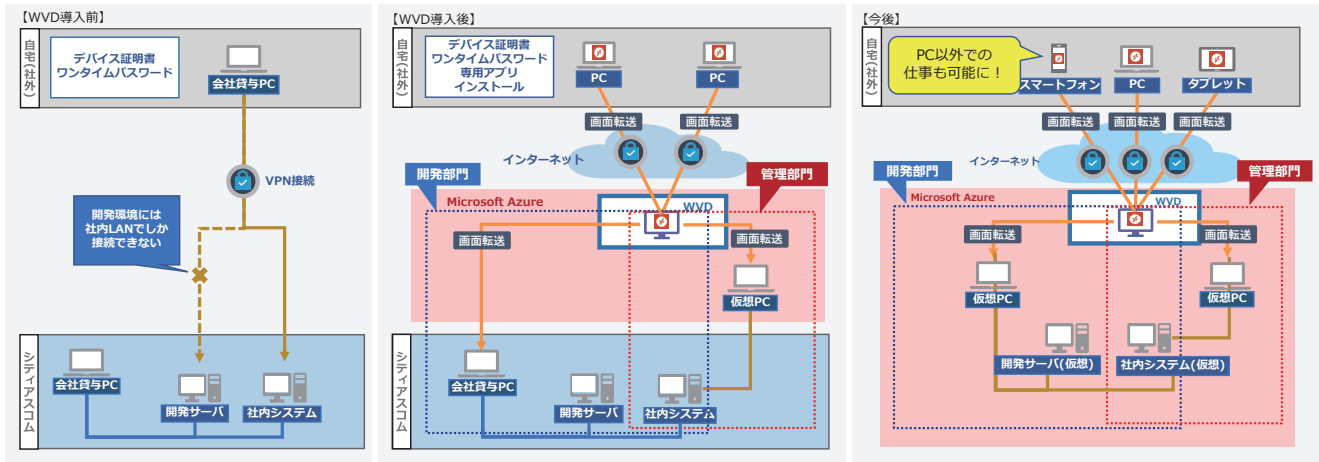 【WVD導入前】
自宅(社外)
デバイス証明書
ワンタイムパスワード
会社貸与PC
VPN接続
開発環境には
社内LANでしか
接続できない
シティアスコム
会社貸与PC
開発サーバ
社内システム
【WVD導入後】
自宅(社外)
デバイス証明書
ワンタイムパスワード
専用アプリ
インストール
PC
PC
画面転送
画面転送
インターネット
開発部門
管理部門
Microsoft Azure
WVD
画面転送
画面転送
仮想PC
シティアスコム
会社貸与PC
開発サーバ
社内システム
【今後】
自宅(社外)
PC以外での
仕事も可能に！
スマートフォン
PC
タブレット
画面転送
画面転送
画面転送
インターネット
開発部門
管理部門
Microsoft Azure
WVD
画面転送
画面転送
仮想PC
仮想PC
開発サーバ(仮想)
社内システム(仮想)